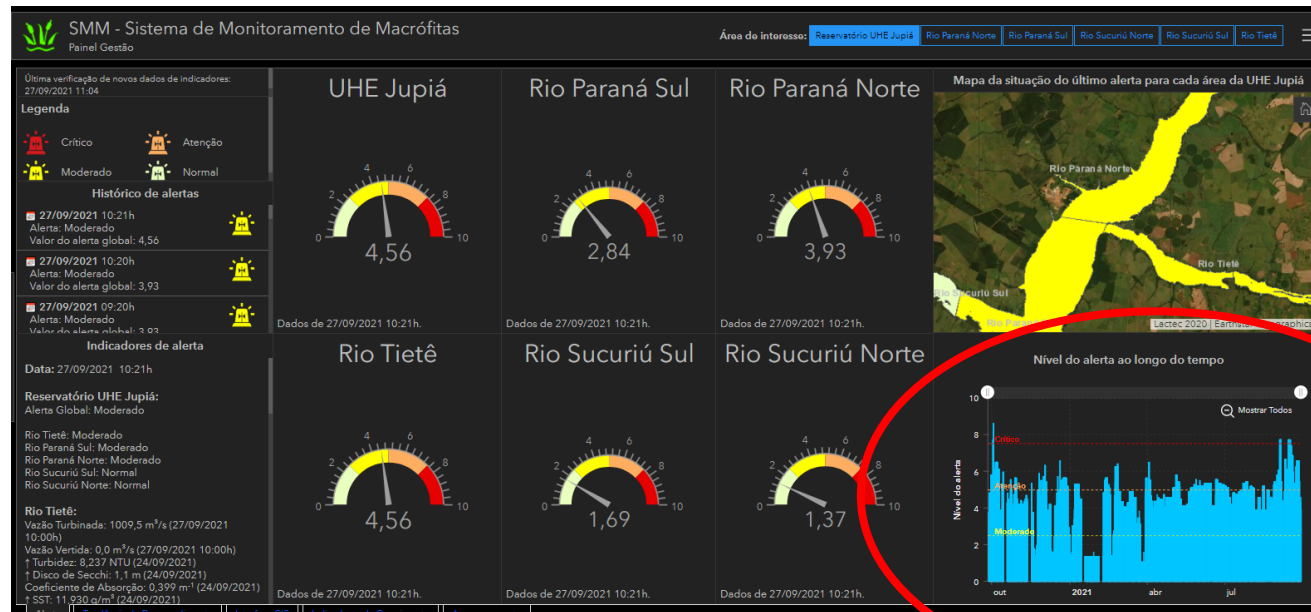 SMM - Sistema de Monitoramento de Macrófitas
Painel Gestão
Área de interesse:
Reservatório UHE Jupiá
Rio Paraná Norte
Rio Paraná Sul
Rio Sucuriú Norte
Rio Sucuriú Sul
Rio Tietê
Última verificação de novos dados de indicadores:
27/09/2021 11:04
Legenda
Crítico
Atenção
Moderado
Normal
Histórico de alertas
27/09/2021 10:21h
Alerta: Moderado
Valor do alerta global: 4,56
27/09/2021 10:20h
Alerta: Moderado
Valor do alerta global: 3,93
27/09/2021 09:20h
Alerta: Moderado
Valor do alerta global: 3,93
Indicadores de alerta
Data: 27/09/2021 10:21h
Reservatório UHE Jupiá:
Alerta Global: Moderado
Rio Tietê: Moderado
Rio Paraná Sul: Moderado
Rio Paraná Norte: Moderado
Rio Sucuriú Sul: Normal
Rio Sucuriú Norte: Normal
Rio Tietê:
Vazão Turbinada: 1009,5 m³/s (27/09/2021
10:00h)
Vazão Vertida: 0,0 m³/s (27/09/2021 10:00h)
↑ Turbidez: 8,237 NTU (24/09/2021)
↑ Disco de Secchi: 1,1 m (24/09/2021)
Coeficiente de Absorção: 0,399 m⁻¹ (24/09/2021)
↑ SST: 11,930 g/m³ (24/09/2021)
UHE Jupiá
0 2 4 6 8 10
4,56
Dados de 27/09/2021 10:21h.
Rio Paraná Sul
0 2 4 6 8 10
2,84
Dados de 27/09/2021 10:21h.
Rio Paraná Norte
0 2 4 6 8 10
3,93
Dados de 27/09/2021 10:21h.
Rio Tietê
0 2 4 6 8 10
4,56
Dados de 27/09/2021 10:21h.
Rio Sucuriú Sul
0 2 4 6 8 10
1,69
Dados de 27/09/2021 10:21h.
Rio Sucuriú Norte
0 2 4 6 8 10
1,37
Dados de 27/09/2021 10:21h.
Mapa da situação do último alerta para cada área da UHE Jupiá
Rio Paraná Norte
Rio Tietê
Rio Sucuriú Sul
Lactec 2020 | Earthstar Geographics
Nível do alerta ao longo do tempo
Mostrar Todos
Nível do alerta
10
8
6
4
2
0
Crítico
Atenção
Moderado
out
2021
abr
jul